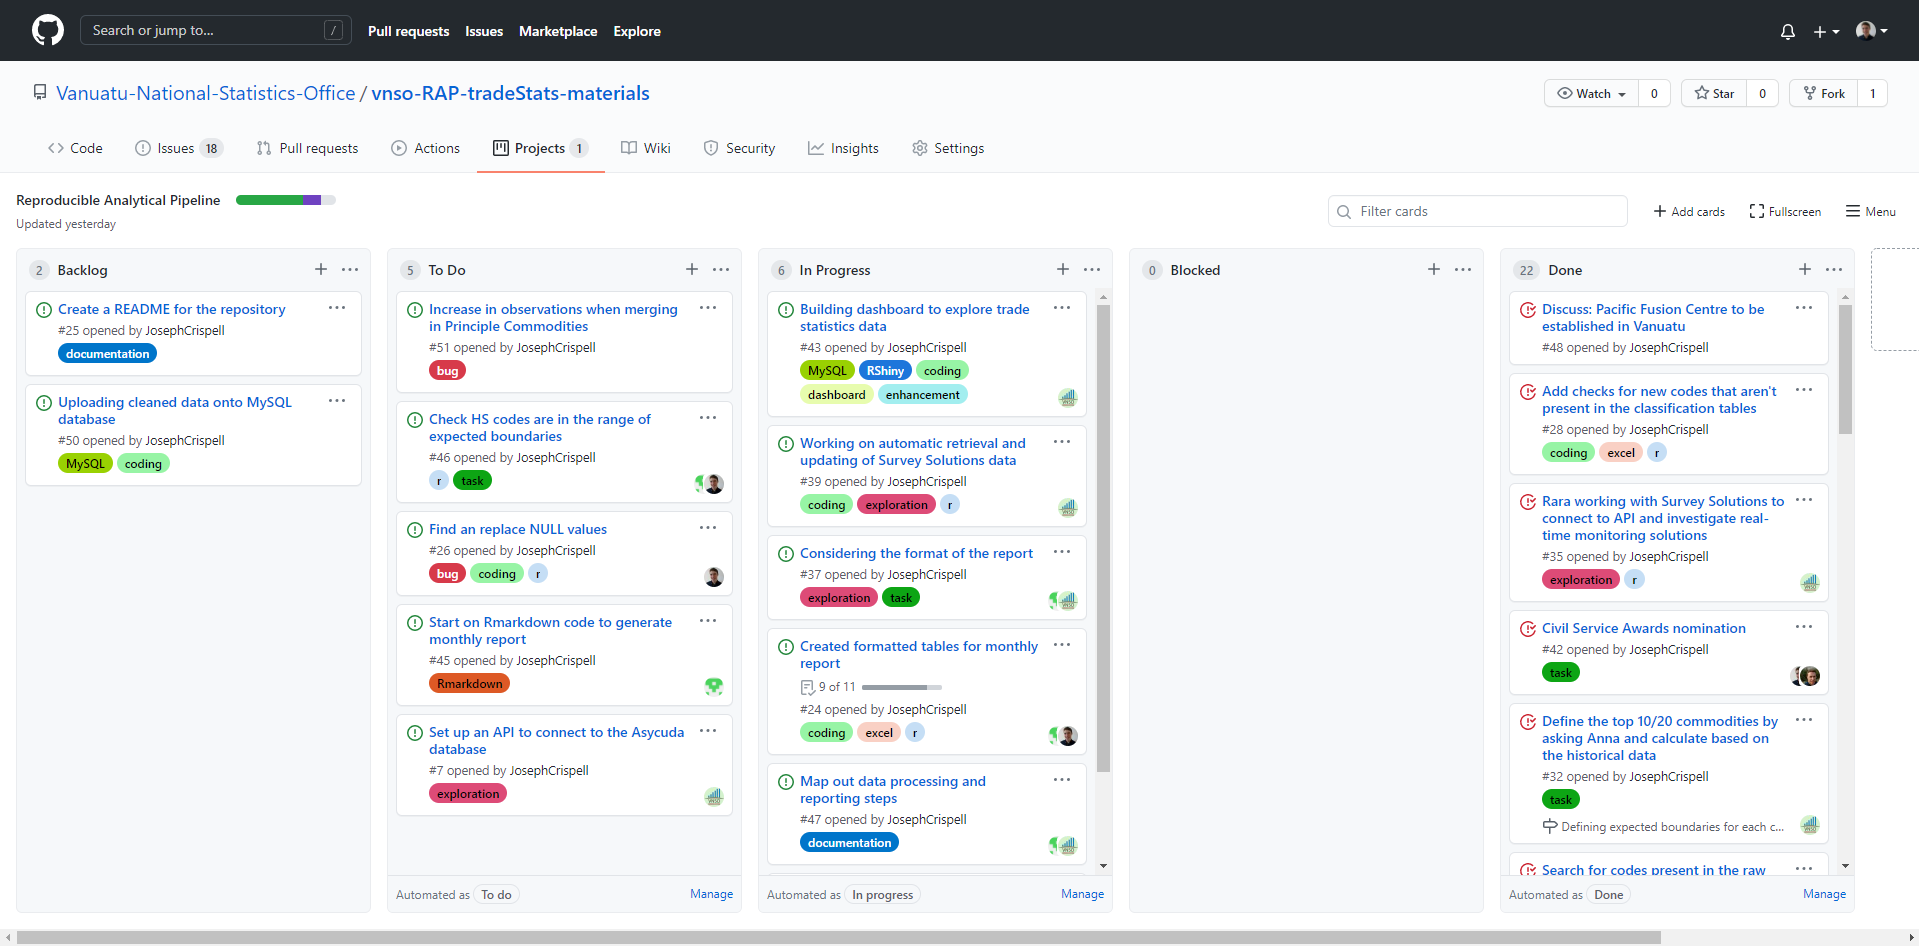 Search or jump to... /
Pull requests Issues Marketplace Explore
Vanuatu-National-Statistics-Office / vnso-RAP-tradeStats-materials
Watch 0 Star 0 Fork 1
Code Issues 18 Pull requests Actions Projects 1 Wiki Security Insights Settings
Reproducible Analytical Pipeline
Updated yesterday
Filter cards
Add cards Fullscreen Menu
2 Backlog
Create a README for the repository
#25 opened by JosephCrispell
documentation
Uploading cleaned data onto MySQL
database
#50 opened by JosephCrispell
MySQL coding
5 To Do
Increase in observations when merging
in Principle Commodities
#51 opened by JosephCrispell
bug
Check HS codes are in the range of
expected boundaries
#46 opened by JosephCrispell
r task
Find an replace NULL values
#26 opened by JosephCrispell
bug coding r
Start on Rmarkdown code to generate
monthly report
#45 opened by JosephCrispell
Rmarkdown
Set up an API to connect to the Asycuda
database
#7 opened by JosephCrispell
exploration
Automated as To do Manage
6 In Progress
Building dashboard to explore trade
statistics data
#43 opened by JosephCrispell
MySQL RShiny coding
dashboard enhancement
Working on automatic retrieval and
updating of Survey Solutions data
#39 opened by JosephCrispell
coding exploration r
Considering the format of the report
#37 opened by JosephCrispell
exploration task
Created formatted tables for monthly
report
9 of 11
#24 opened by JosephCrispell
coding excel r
Map out data processing and
reporting steps
#47 opened by JosephCrispell
documentation
Automated as In progress Manage
0 Blocked
22 Done
Discuss: Pacific Fusion Centre to be
established in Vanuatu
#48 opened by JosephCrispell
Add checks for new codes that aren't
present in the classification tables
#28 opened by JosephCrispell
coding excel r
Rara working with Survey Solutions to
connect to API and investigate real-
time monitoring solutions
#35 opened by JosephCrispell
exploration r
Civil Service Awards nomination
#42 opened by JosephCrispell
task
Define the top 10/20 commodities by
asking Anna and calculate based on
the historical data
#32 opened by JosephCrispell
task
Defining expected boundaries for each c...
Search for codes present in the raw
Automated as Done Manage